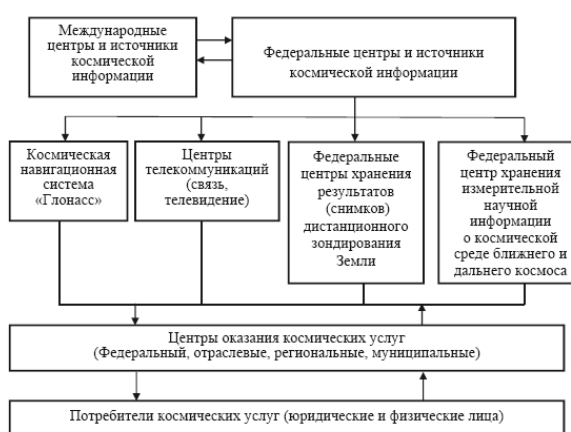 Международные
центры и источники
космической
информации
Федеральные центры и источники
космической информации
Космическая
навигационная
система
«Глонасс»
Центры
телекоммуникаций
(связь,
телевидение)
Федеральные
центры хранения
результатов
(снимков)
дистанционного
зондирования
Земли
Федеральный
центр хранения
измерительной
научной
информации
о космической
среде ближнего и
дальнего космоса
Центры оказания космических услуг
(Федеральный, отраслевые, региональные, муниципальные)
Потребители космических услуг (юридические и физические лица)